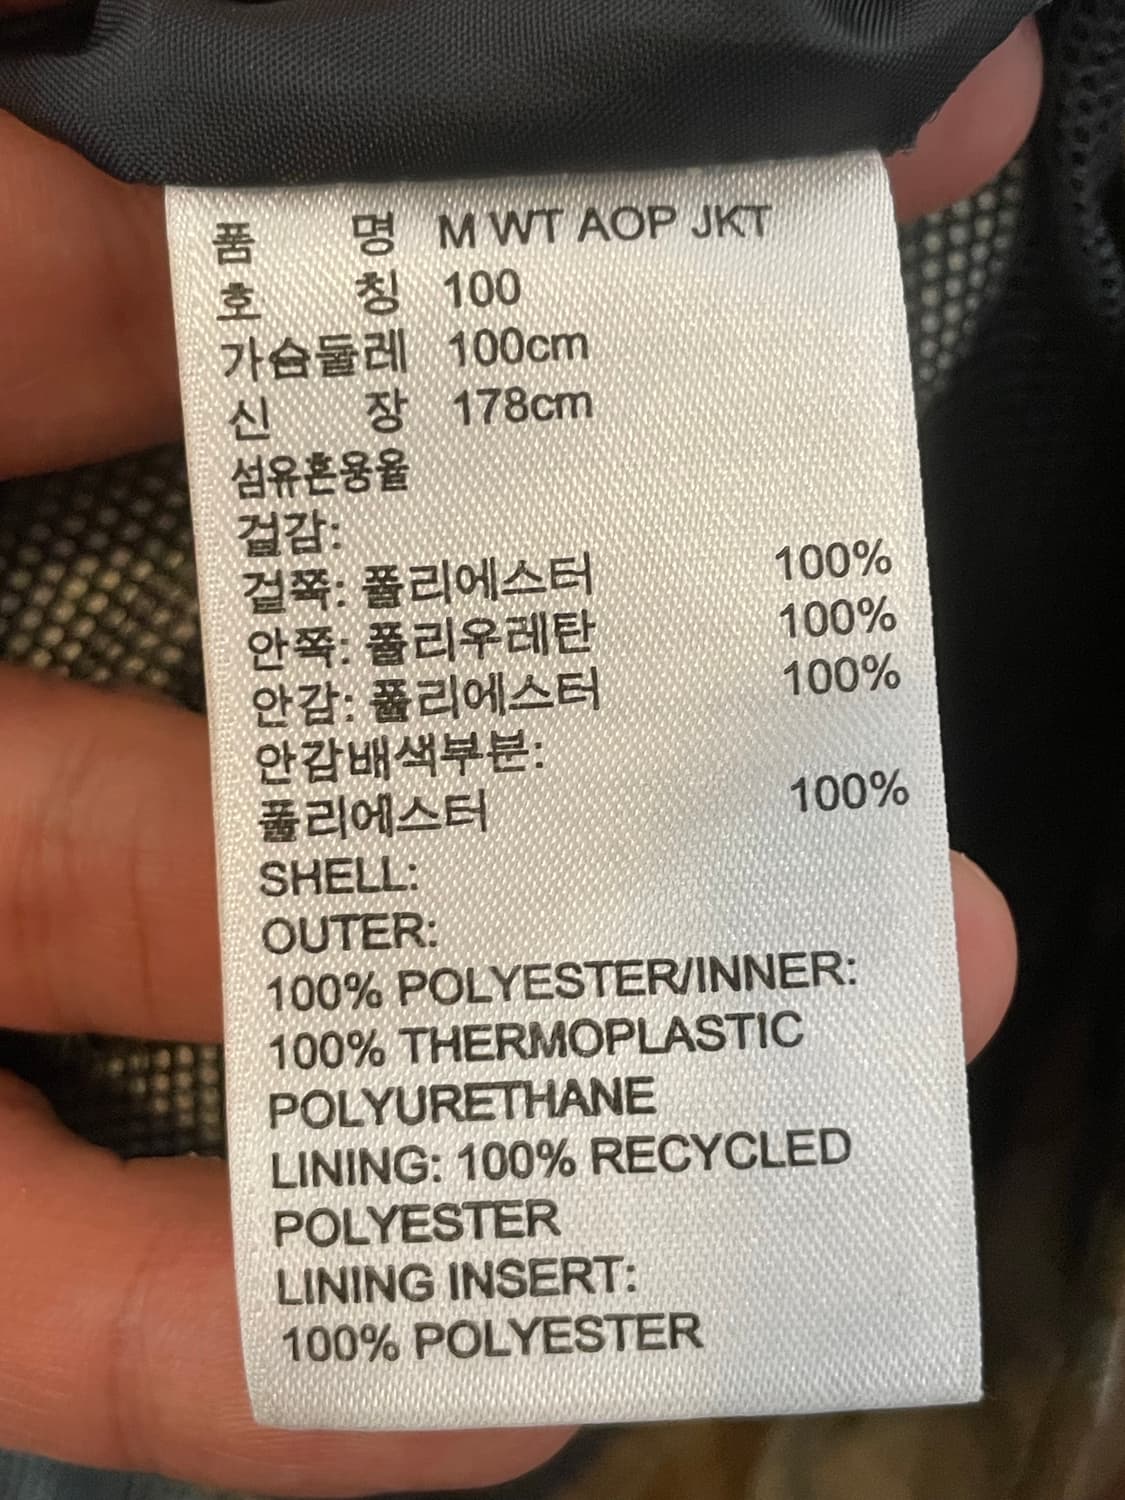 품 명 M WT AOP JKT
호 칭 100
가슴둘레 100cm
신 장 178cm
섬유혼용율
겉감:
겉쪽: 폴리에스터 100%
안쪽: 폴리우레탄 100%
안감: 폴리에스터 100%
안감배색부분:
폴리에스터 100%
SHELL:
OUTER:
100% POLYESTER/INNER:
100% THERMOPLASTIC
POLYURETHANE
LINING: 100% RECYCLED
POLYESTER
LINING INSERT:
100% POLYESTER